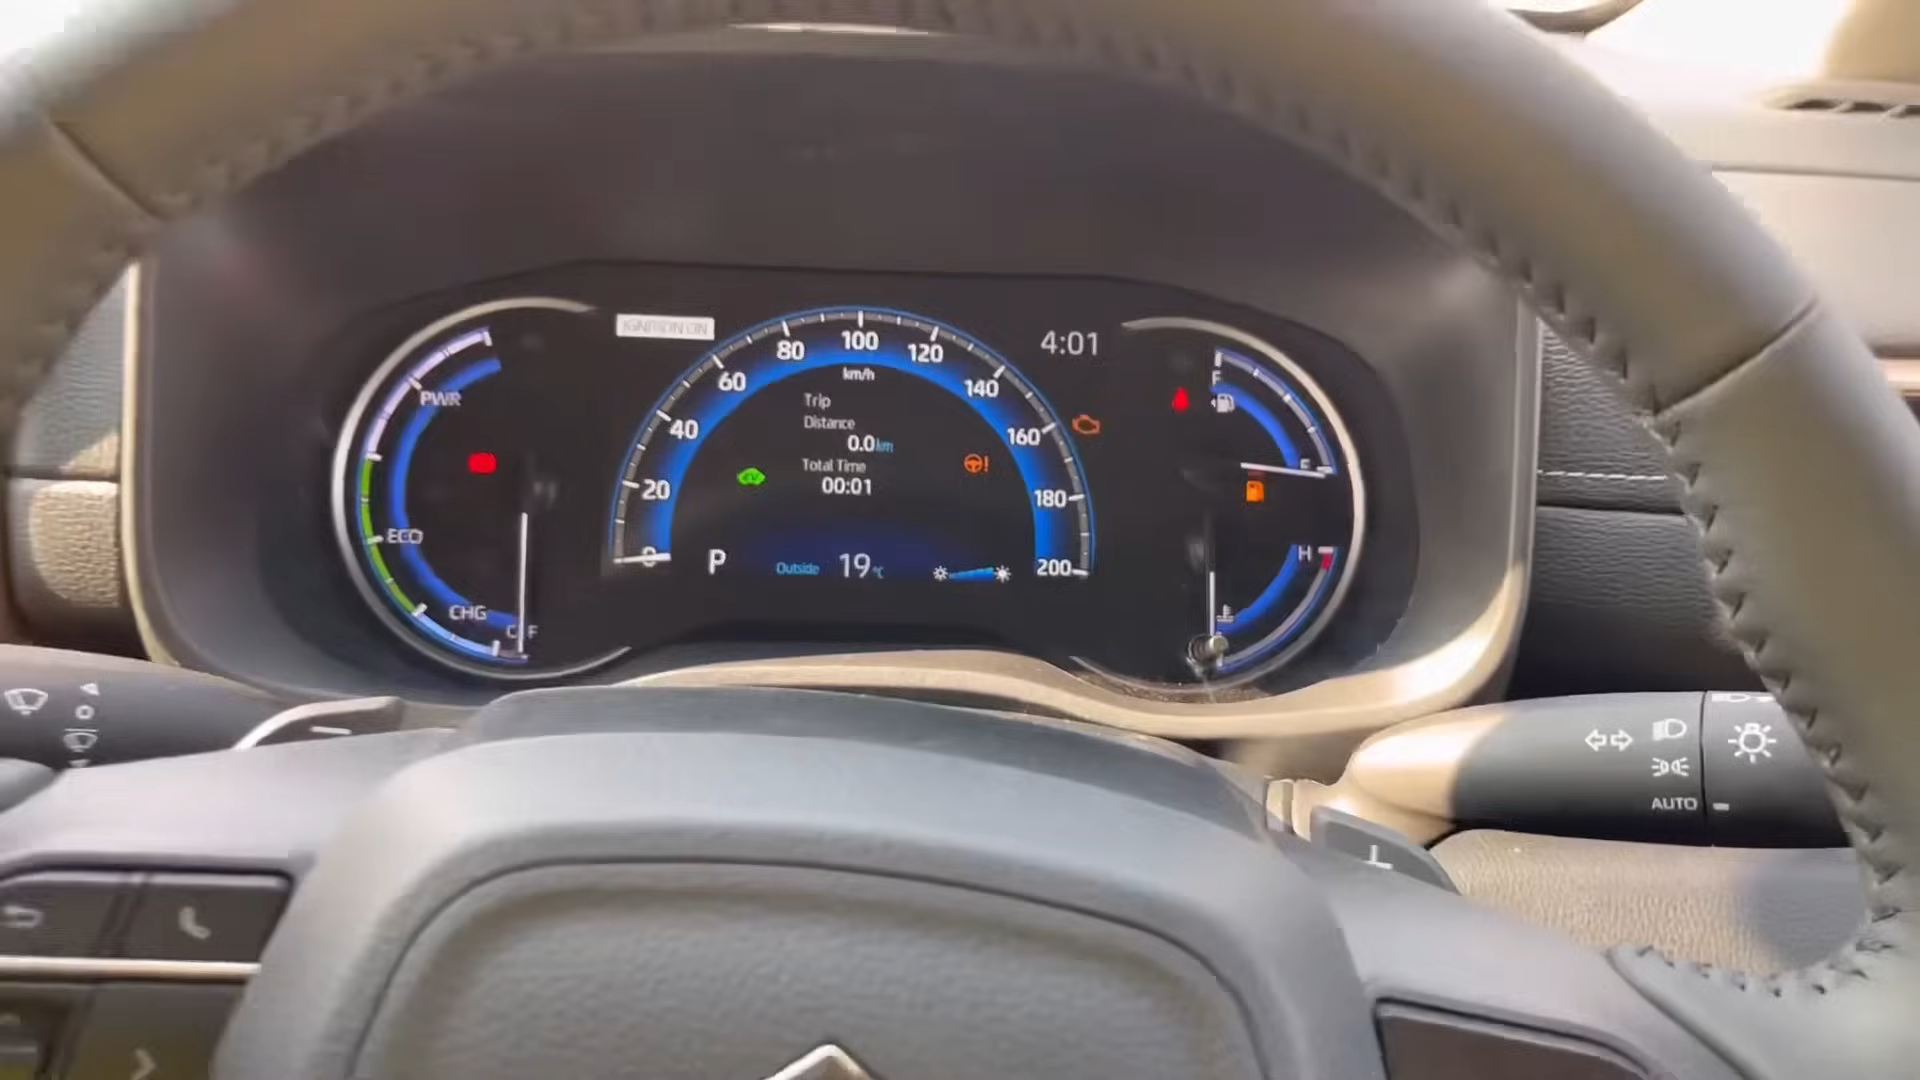 IGNITION ON
4:01
PWR
ECO
CHG
0
20
40
60
80
100
120
140
160
180
200
km/h
Trip
Distance
0.0km
Total Time
00:01
EV
P
Outside 19°C
F
E
H
AUTO